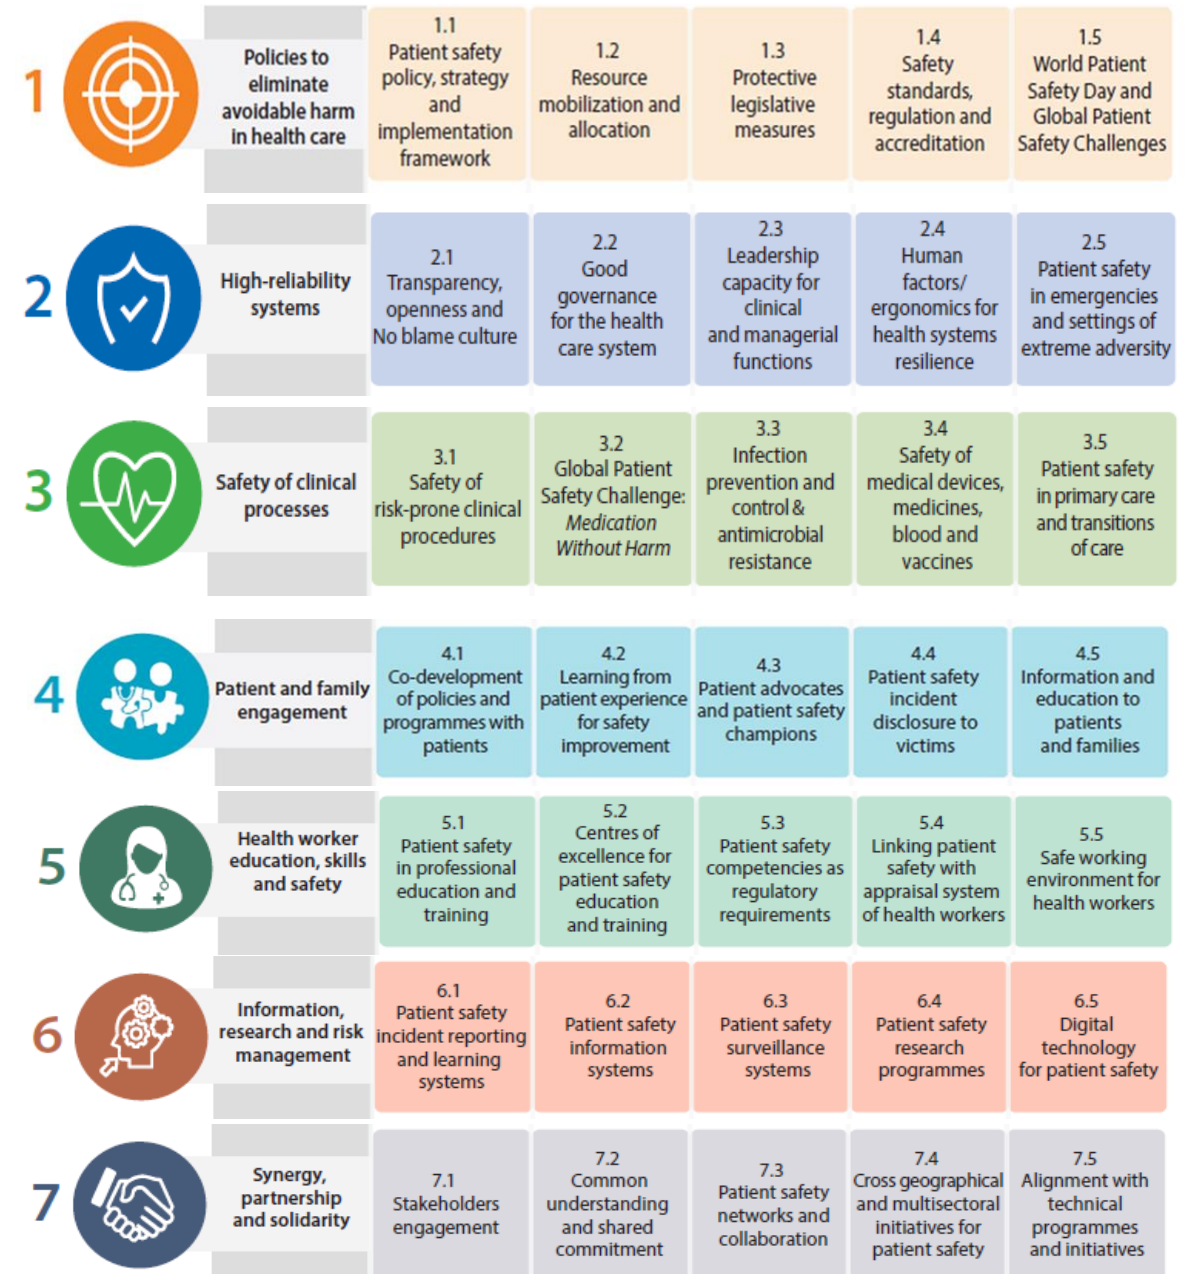 1
Policies to
eliminate
avoidable harm
in health care
1.1
Patient safety
policy, strategy
and
implementation
framework
1.2
Resource
mobilization and
allocation
1.3
Protective
legislative
measures
1.4
Safety
standards,
regulation and
accreditation
1.5
World Patient
Safety Day and
Global Patient
Safety Challenges
2
High-reliability
systems
2.1
Transparency,
openness and
No blame culture
2.2
Good
governance
for the health
care system
2.3
Leadership
capacity for
clinical
and managerial
functions
2.4
Human
factors/
ergonomics for
health systems
resilience
2.5
Patient safety
in emergencies
and settings of
extreme adversity
3
Safety of clinical
processes
3.1
Safety of
risk-prone clinical
procedures
3.2
Global Patient
Safety Challenge:
Medication
Without Harm
3.3
Infection
prevention and
control &
antimicrobial
resistance
3.4
Safety of
medical devices,
medicines,
blood and
vaccines
3.5
Patient safety
in primary care
and transitions
of care
4
Patient and family
engagement
4.1
Co-development
of policies and
programmes with
patients
4.2
Learning from
patient experience
for safety
improvement
4.3
Patient advocates
and patient safety
champions
4.4
Patient safety
incident
disclosure to
victims
4.5
Information and
education to
patients
and families
5
Health worker
education, skills
and safety
5.1
Patient safety
in professional
education and
training
5.2
Centres of
excellence for
patient safety
education
and training
5.3
Patient safety
competencies as
regulatory
requirements
5.4
Linking patient
safety with
appraisal system
of health workers
5.5
Safe working
environment for
health workers
6
Information,
research and risk
management
6.1
Patient safety
incident reporting
and learning
systems
6.2
Patient safety
information
systems
6.3
Patient safety
surveillance
systems
6.4
Patient safety
research
programmes
6.5
Digital
technology
for patient safety
7
Synergy,
partnership
and solidarity
7.1
Stakeholders
engagement
7.2
Common
understanding
and shared
commitment
7.3
Patient safety
networks and
collaboration
7.4
Cross geographical
and multisectoral
initiatives for
patient safety
7.5
Alignment with
technical
programmes
and initiatives